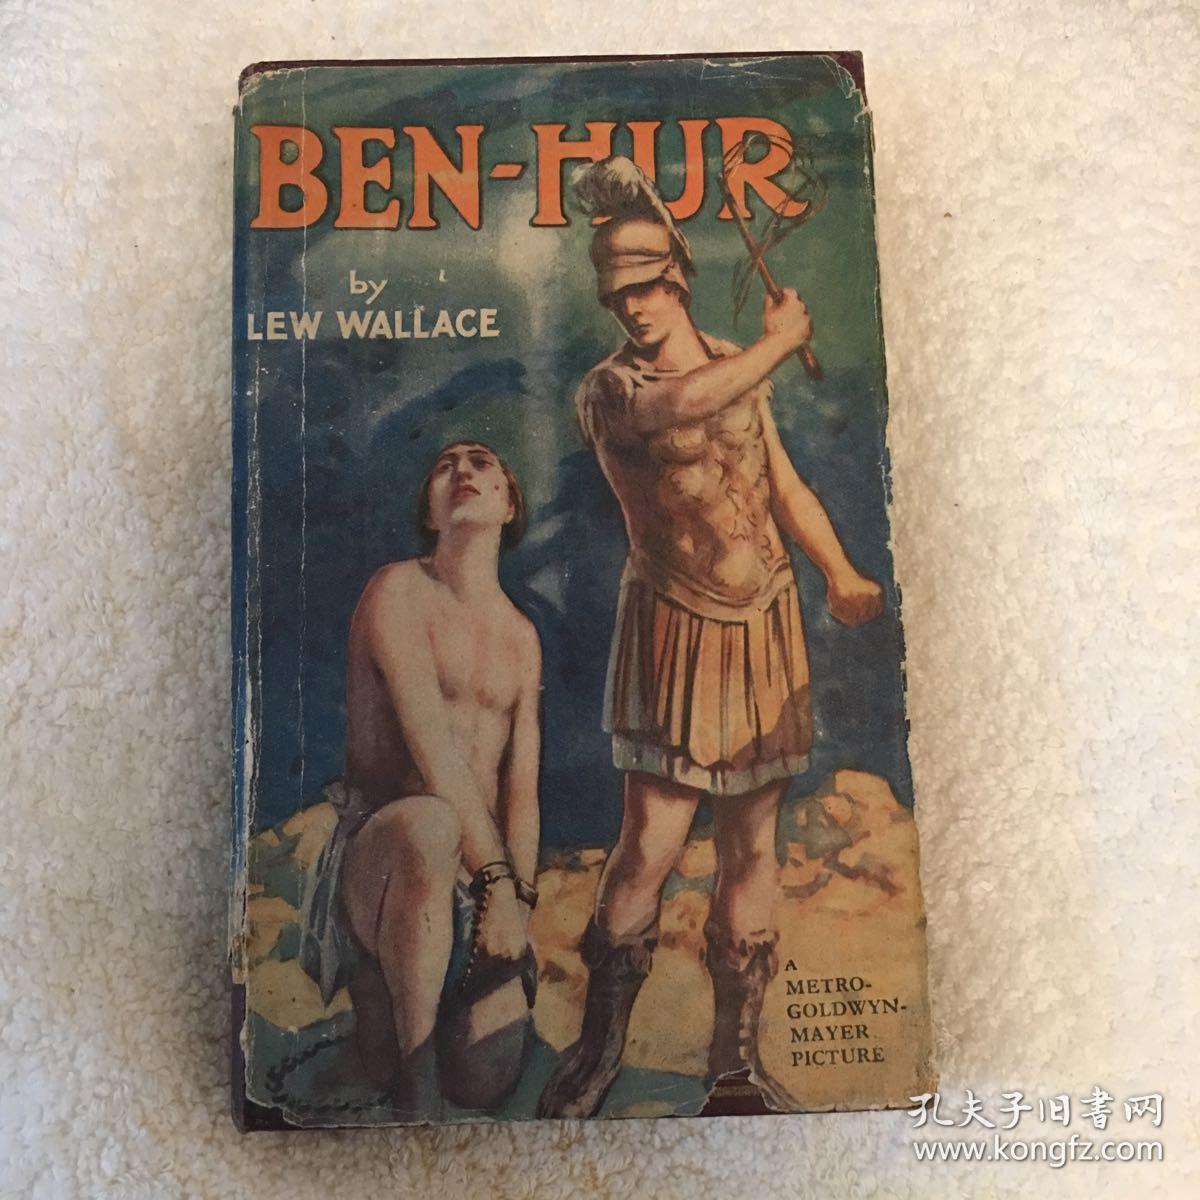 BEN-HUR
by
LEW WALLACE
A
METRO-
GOLDWYN-
MAYER
PICTURE
孔夫子旧書网
www.kongfz.com